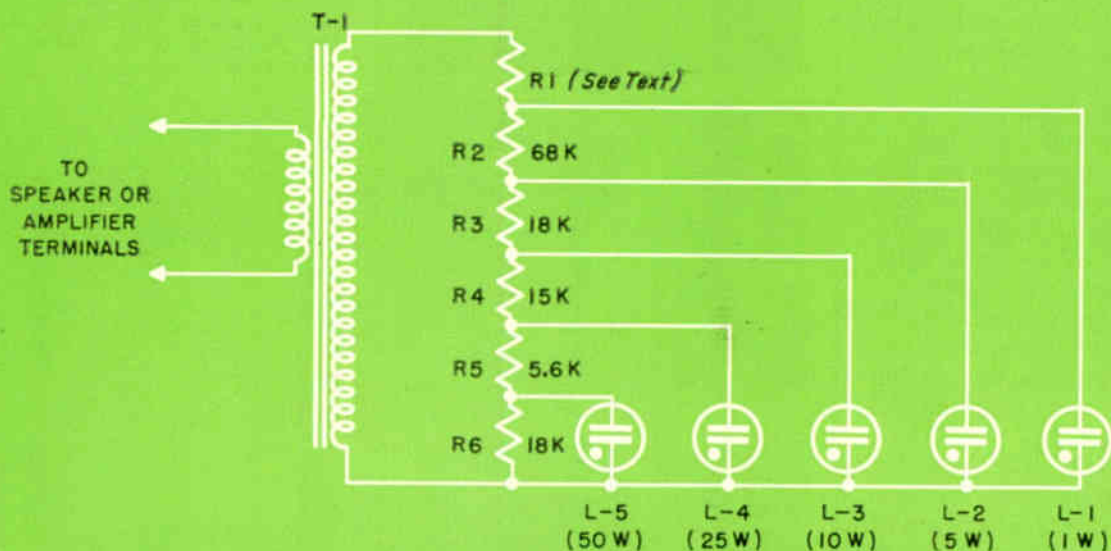 T-1
R1 (See Text)
TO
SPEAKER OR
AMPLIFIER
TERMINALS
R2 68K
R3 18K
R4 15K
R5 5.6K
R6 18K
L-5 L-4 L-3 L-2 L-1
(50W) (25W) (10W) (5W) (1W)